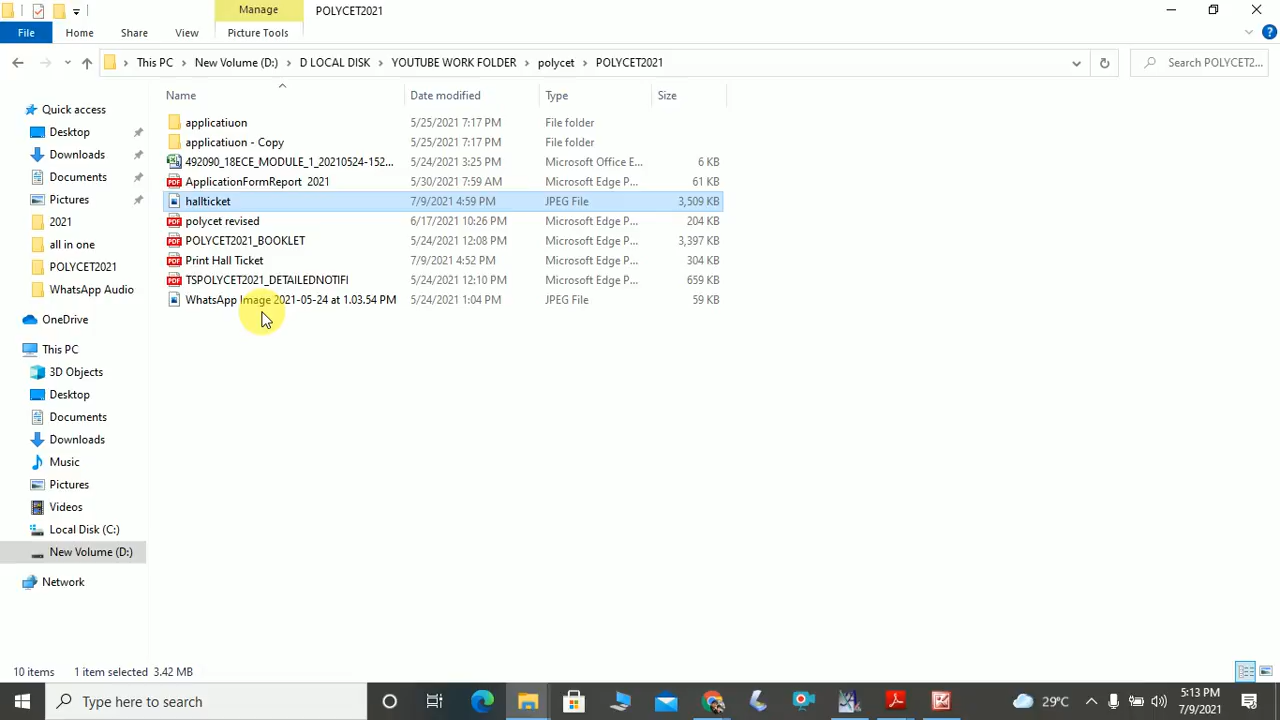 Manage
POLYCET2021
File
Home
Share
View
Picture Tools
This PC
New Volume (D:)
D LOCAL DISK
YOUTUBE WORK FOLDER
polycet
POLYCET2021
Search POLYCET2...
Name
Date modified
Type
Size
applicatiuon 5/25/2021 7:17 PM File folder
applicatiuon - Copy 5/25/2021 7:17 PM File folder
492090_18ECE_MODULE_1_20210524-152... 5/24/2021 3:25 PM Microsoft Office E... 6 KB
ApplicationFormReport 2021 5/30/2021 7:59 AM Microsoft Edge P... 61 KB
hallticket 7/9/2021 4:59 PM JPEG File 3,509 KB
polycet revised 6/17/2021 10:26 PM Microsoft Edge P... 204 KB
POLYCET2021_BOOKLET 5/24/2021 12:08 PM Microsoft Edge P... 3,397 KB
Print Hall Ticket 7/9/2021 4:52 PM Microsoft Edge P... 304 KB
TSPOLYCET2021_DETAILEDNOTIFI 5/24/2021 12:10 PM Microsoft Edge P... 659 KB
WhatsApp Image 2021-05-24 at 1.03.54 PM 5/24/2021 1:04 PM JPEG File 59 KB
Quick access
Desktop
Downloads
Documents
Pictures
2021
all in one
POLYCET2021
WhatsApp Audio
OneDrive
This PC
3D Objects
Desktop
Documents
Downloads
Music
Pictures
Videos
Local Disk (C:)
New Volume (D:)
Network
10 items 1 item selected 3.42 MB
Type here to search
29°C
5:13 PM
7/9/2021